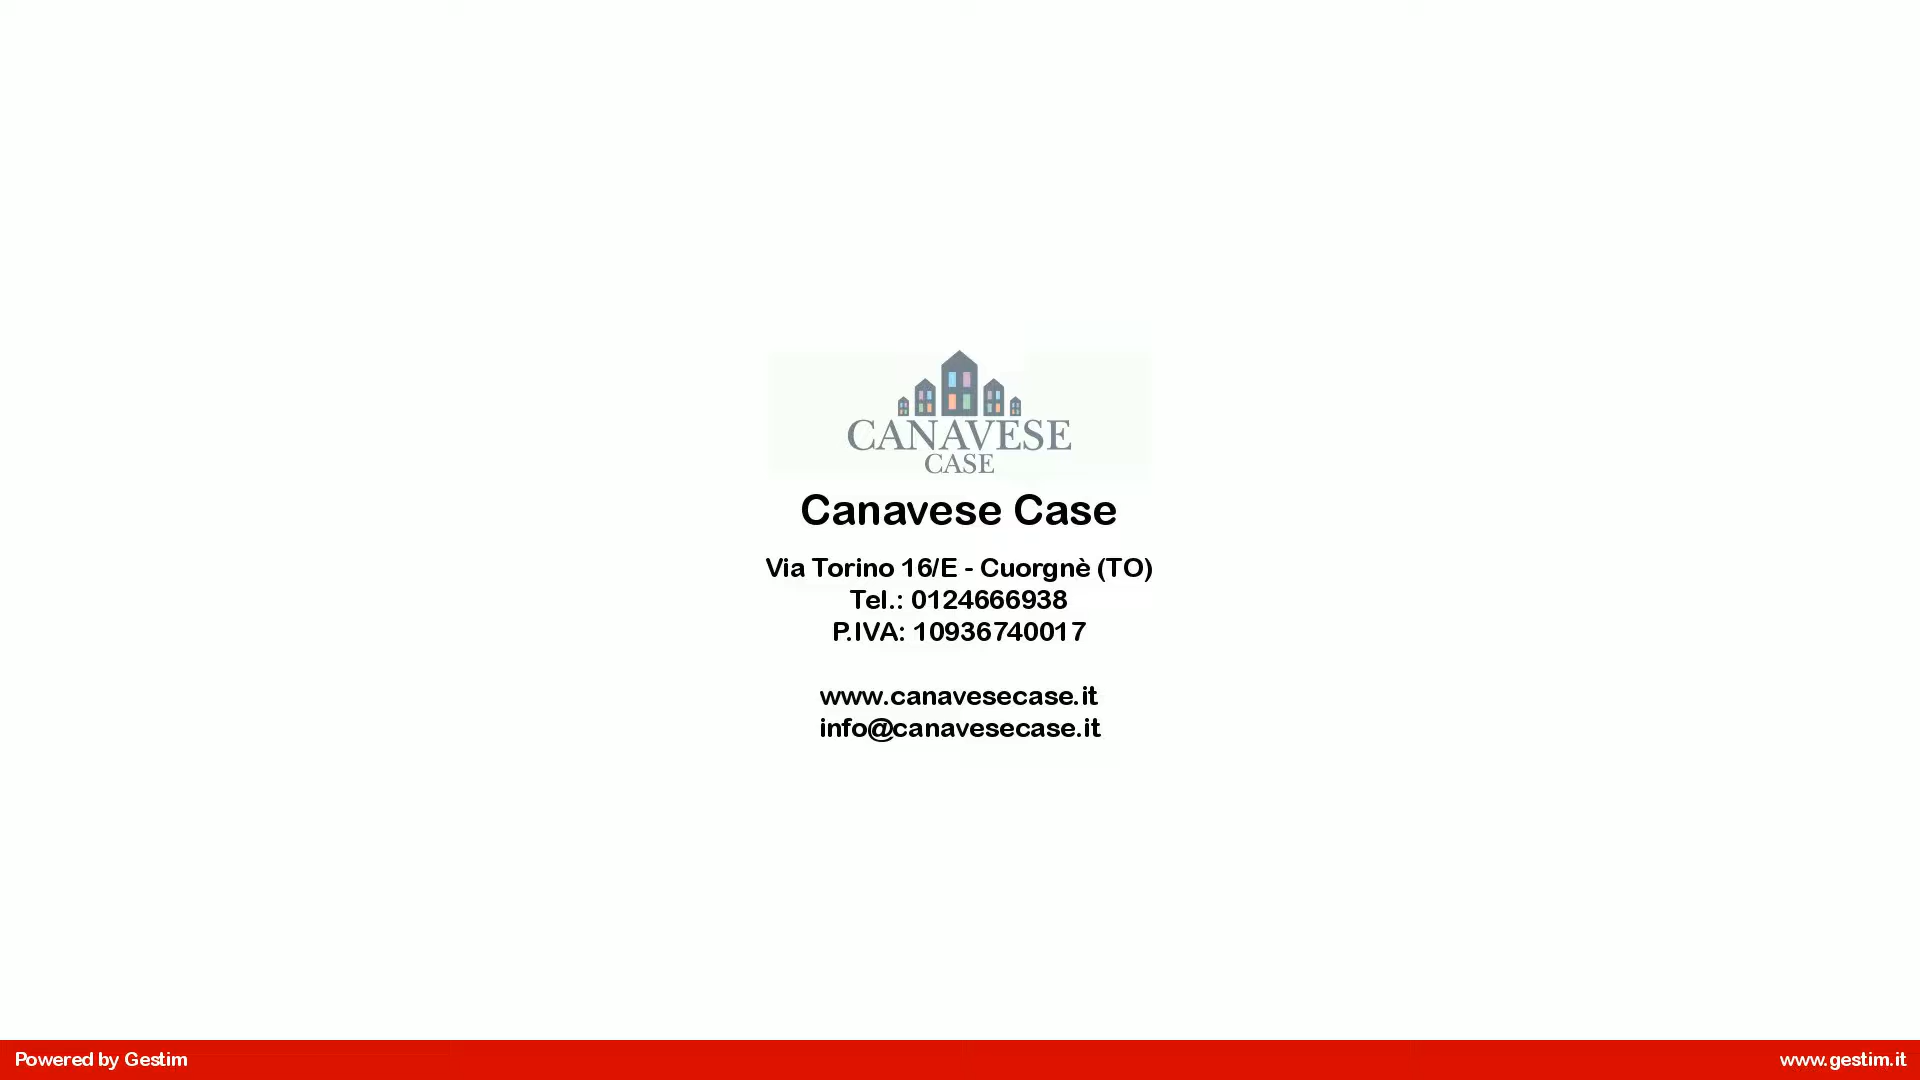 CANAVESE
CASE
Canavese Case
Via Torino 16/E - Cuorgnè (TO)
Tel.: 0124666938
P.IVA: 10936740017
www.canavesecase.it
info@canavesecase.it
Powered by Gestim
www.gestim.it